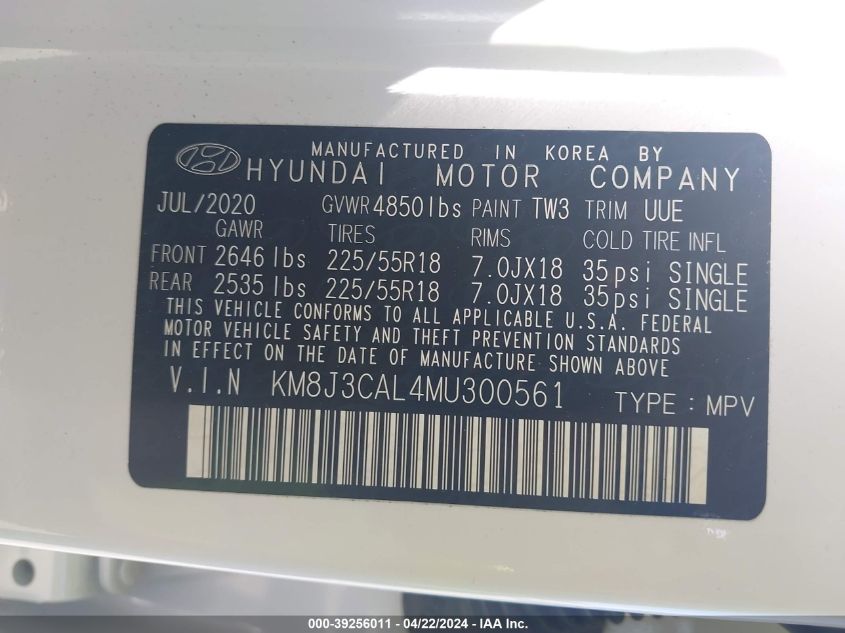 MANUFACTURED IN KOREA BY
HYUNDAI MOTOR COMPANY
JUL/2020 GVWR 4850lbs PAINT TW3 TRIM UUE
GAWR TIRES RIMS COLD TIRE INFL
FRONT 2646 lbs 225/55R18 7.0JX18 35psi SINGLE
REAR 2535 lbs 225/55R18 7.0JX18 35psi SINGLE
THIS VEHICLE CONFORMS TO ALL APPLICABLE U.S.A. FEDERAL
MOTOR VEHICLE SAFETY AND THEFT PREVENTION STANDARDS
IN EFFECT ON THE DATE OF MANUFACTURE SHOWN ABOVE
V.I.N KM8J3CAL4MU300561 TYPE : MPV
000-39256011 - 04/22/2024 - IAA Inc.